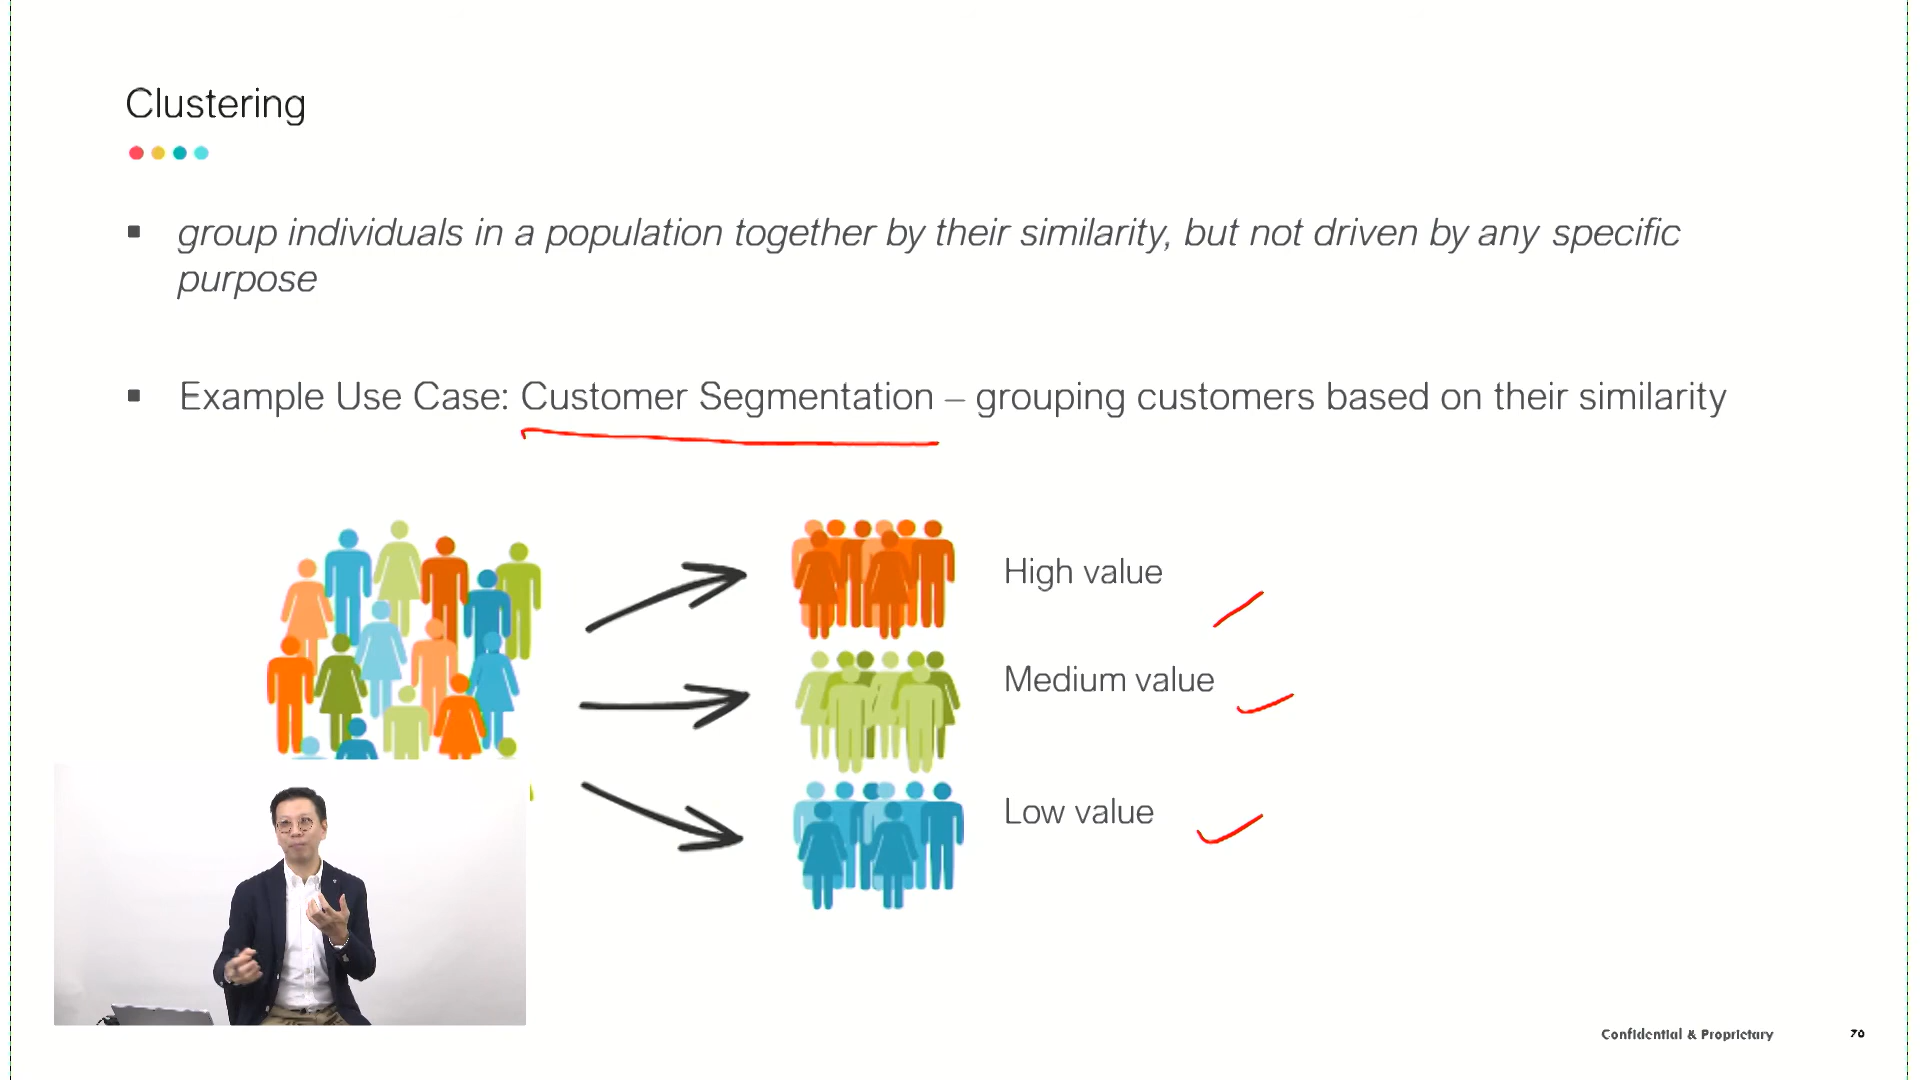 Clustering
group individuals in a population together by their similarity, but not driven by any specific
purpose
Example Use Case: Customer Segmentation – grouping customers based on their similarity
High value
Medium value
Low value
Confidential & Proprietary
70